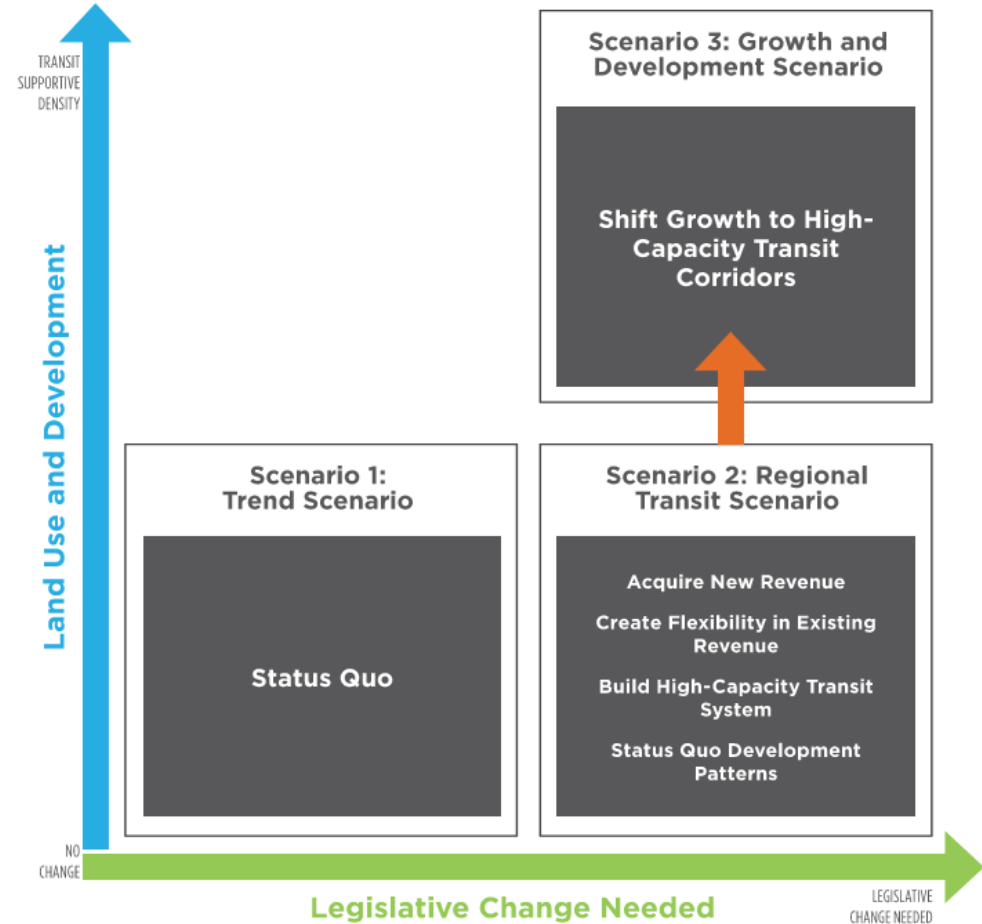 TRANSIT
SUPPORTIVE
DENSITY
Land Use and Development
Scenario 3: Growth and
Development Scenario
Shift Growth to High-
Capacity Transit
Corridors
Scenario 1:
Trend Scenario
Status Quo
Scenario 2: Regional
Transit Scenario
Acquire New Revenue
Create Flexibility in Existing
Revenue
Build High-Capacity Transit
System
Status Quo Development
Patterns
NO
CHANGE
Legislative Change Needed
LEGISLATIVE
CHANGE NEEDED